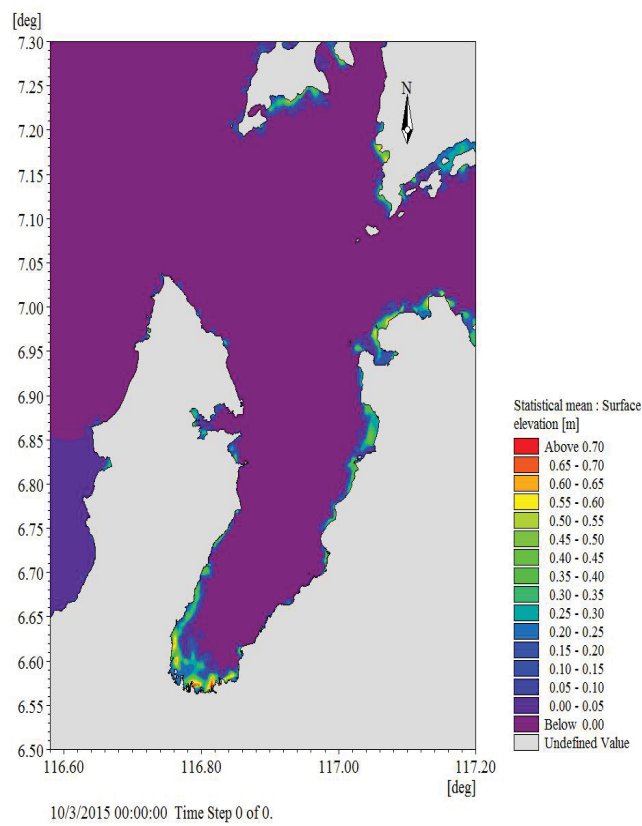 [deg]
7.30
7.25
7.20
7.15
7.10
7.05
7.00
6.95
6.90
6.85
6.80
6.75
6.70
6.65
6.60
6.55
6.50
N
116.60 116.80 117.00 117.20
[deg]
10/3/2015 00:00:00 Time Step 0 of 0.
Statistical mean : Surface
elevation [m]
Above 0.70
0.65 - 0.70
0.60 - 0.65
0.55 - 0.60
0.50 - 0.55
0.45 - 0.50
0.40 - 0.45
0.35 - 0.40
0.30 - 0.35
0.25 - 0.30
0.20 - 0.25
0.15 - 0.20
0.10 - 0.15
0.05 - 0.10
0.00 - 0.05
Below 0.00
Undefined Value